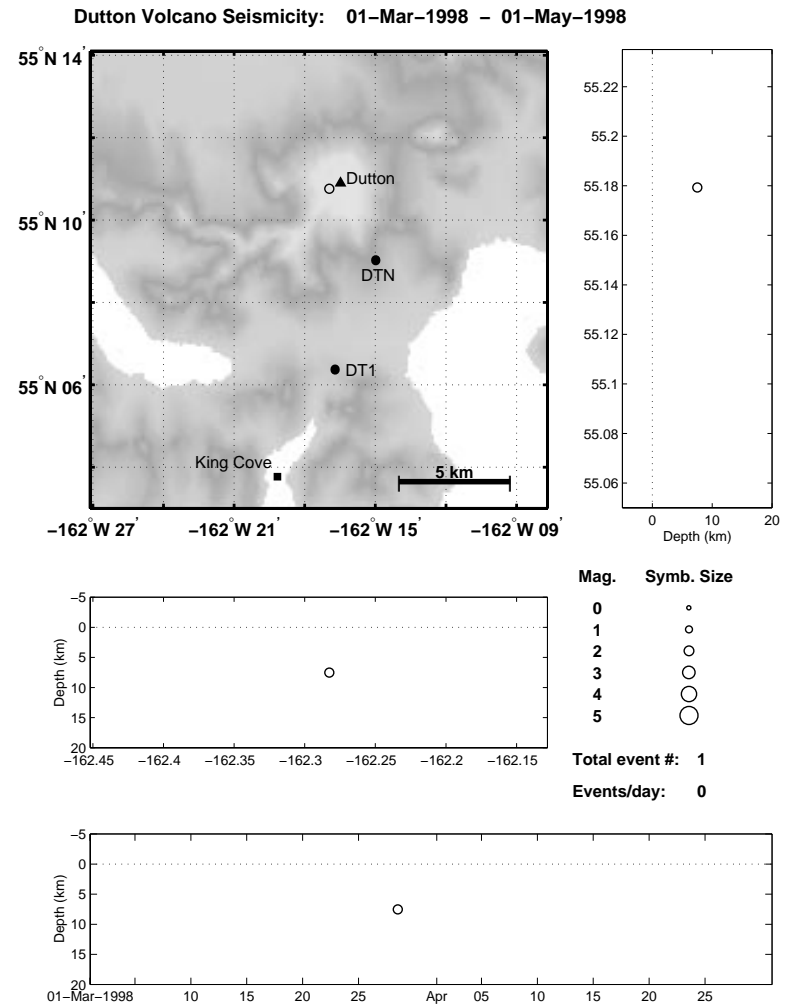 Dutton Volcano Seismicity: 01−Mar−1998 − 01−May−1998
55°N 14'
55°N 10'
55°N 06'
Dutton
DTN
DT1
King Cove
5 km
−162°W 27' −162°W 21' −162°W 15' −162°W 09'
55.22
55.2
55.18
55.16
55.14
55.12
55.1
55.08
55.06
0 10 20
Depth (km)
−5
0
5
10
15
20
Depth (km)
−162.45 −162.4 −162.35 −162.3 −162.25 −162.2 −162.15
Mag. Symb. Size
0
1
2
3
4
5
Total event #: 1
Events/day: 0
−5
0
5
10
15
20
Depth (km)
01−Mar−1998 10 15 20 25 Apr 05 10 15 20 25